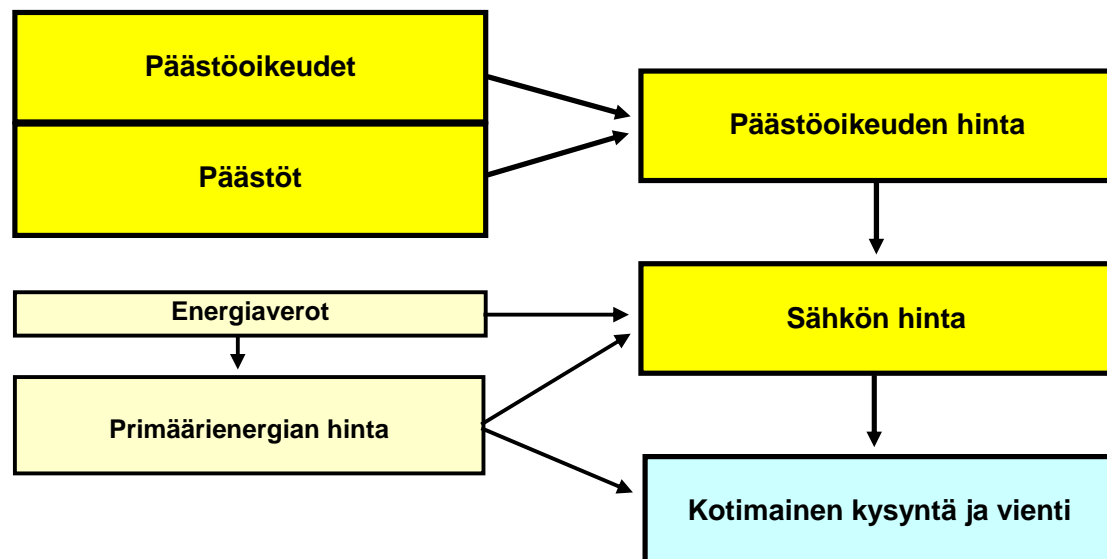 Päästöoikeudet
Päästöt
Päästöoikeuden hinta
Energiaverot
Sähkön hinta
Primäärienergian hinta
Kotimainen kysyntä ja vienti